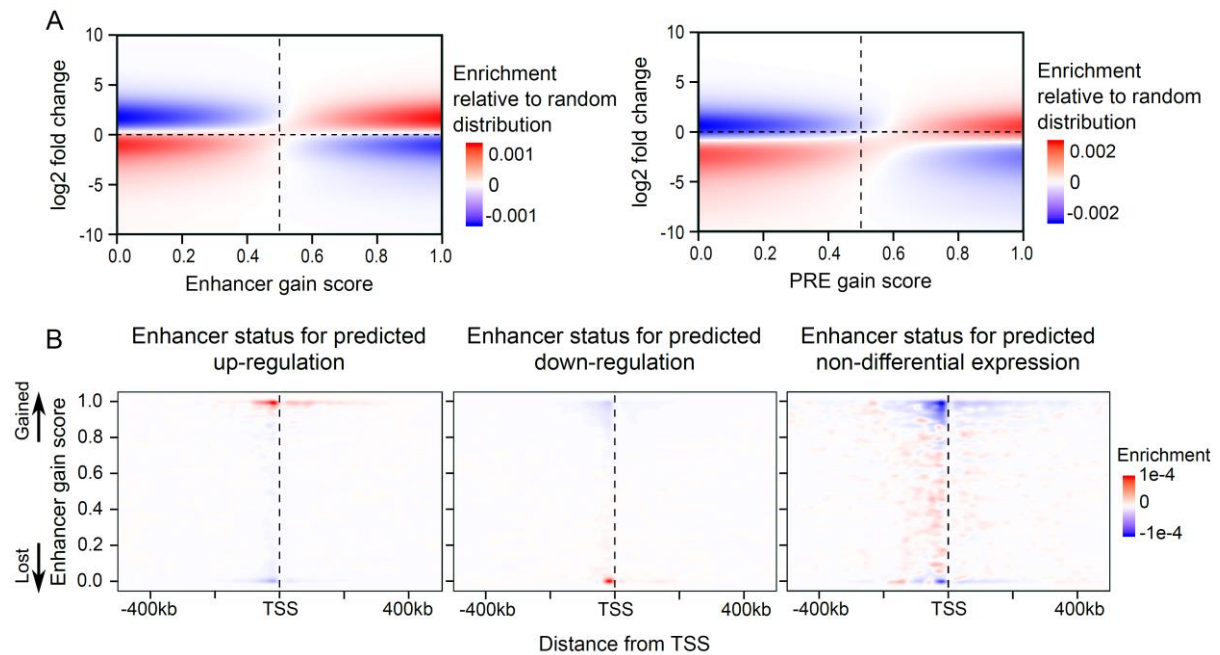 A
log2 fold change
10
5
0
-5
-10
0.0 0.2 0.4 0.6 0.8 1.0
Enhancer gain score
Enrichment
relative to random
distribution
0.001
0
-0.001
log2 fold change
10
5
0
-5
-10
0.0 0.2 0.4 0.6 0.8 1.0
PRE gain score
Enrichment
relative to random
distribution
0.002
0
-0.002
B
Enhancer status for predicted
up-regulation
Enhancer status for predicted
down-regulation
Enhancer status for predicted
non-differential expression
Gained
Lost
Enhancer gain score
1.0
0.8
0.6
0.4
0.2
0.0
-400kb TSS 400kb
-400kb TSS 400kb
-400kb TSS 400kb
Distance from TSS
Enrichment
1e-4
0
-1e-4